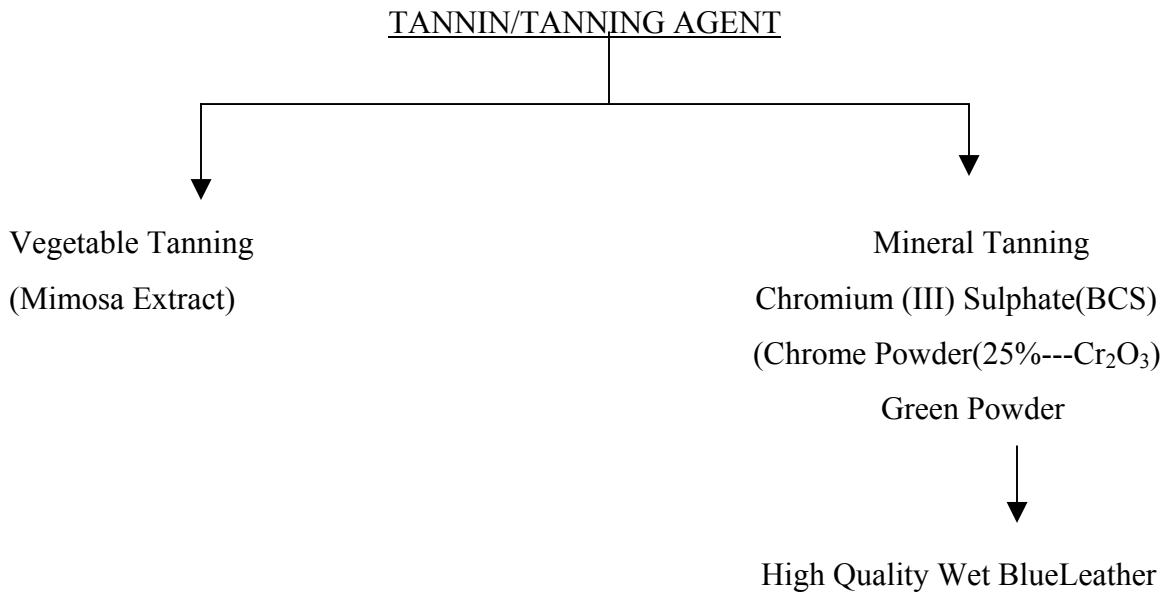 TANNIN/TANNING AGENT
Vegetable Tanning
(Mimosa Extract)
Mineral Tanning
Chromium (III) Sulphate(BCS)
(Chrome Powder(25%---Cr₂O₃)
Green Powder
High Quality Wet BlueLeather